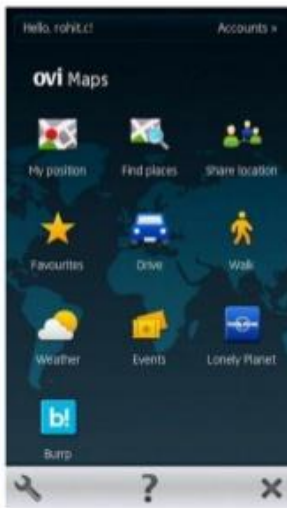 Hello, rohit.c!
Accounts »
ovi Maps
My position
Find places
Share location
Favourites
Drive
Walk
Weather
Events
Lonely Planet
b!
Burrp
?